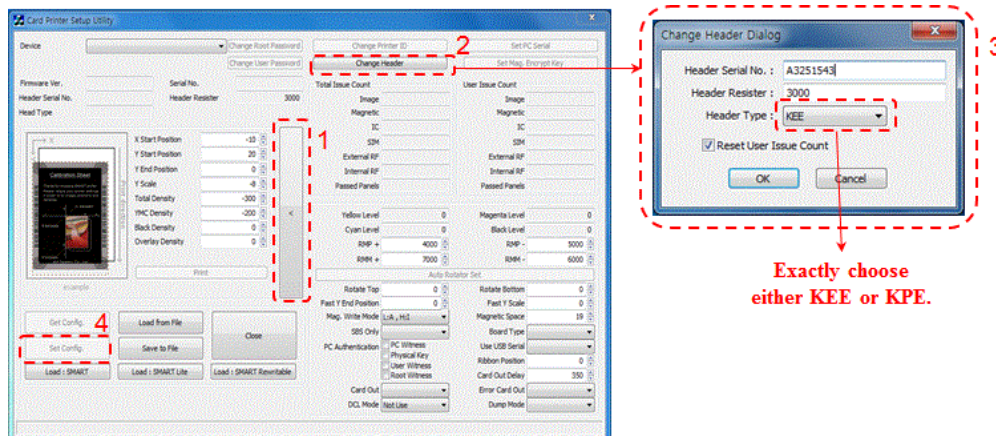 Card Printer Setup Utility
Device
Change Root Password
Change User Password
Firmware Ver.
Serial No.
Header Serial No.
Header Resister
3000
Head Type
X Start Position
-10
Y Start Position
20
Y End Position
0
Y Scale
-8
Total Density
-300
YMC Density
-200
Black Density
0
Overlay Density
0
Print
example
<
1
Get Config.
4
Set Config.
Load from File
Save to File
Close
Load : SMART
Load : SMART Lite
Load : SMART Rewritable
Change Printer ID
2
Set PC Serial
Change Header
Set Mag. Encrypt Key
Total Issue Count
User Issue Count
Image
Image
Magnetic
Magnetic
IC
IC
SIM
SIM
External RF
External RF
Internal RF
Internal RF
Passed Panels
Passed Panels
Yellow Level
0
Magenta Level
0
Cyan Level
0
Black Level
0
RMP +
4000
RMP -
5000
RMM +
7000
RMM -
6000
Auto Rotator Set
Rotate Top
0
Rotate Bottom
0
Fast Y End Position
0
Fast Y Scale
0
Mag. Write Mode
L:A , H:I
Magnetic Space
19
SBS Only
Board Type
PC Authentication
PC Witness
Physical Key
User Witness
Root Witness
Use USB Serial
Ribbon Position
0
Card Out Delay
350
Card Out
Error Card Out
DCL Mode
Not Use
Dump Mode
Change Header Dialog
3
Header Serial No. :
A3251543
Header Resister :
3000
Header Type :
KEE
Reset User Issue Count
OK
Cancel
Exactly choose
either KEE or KPE.